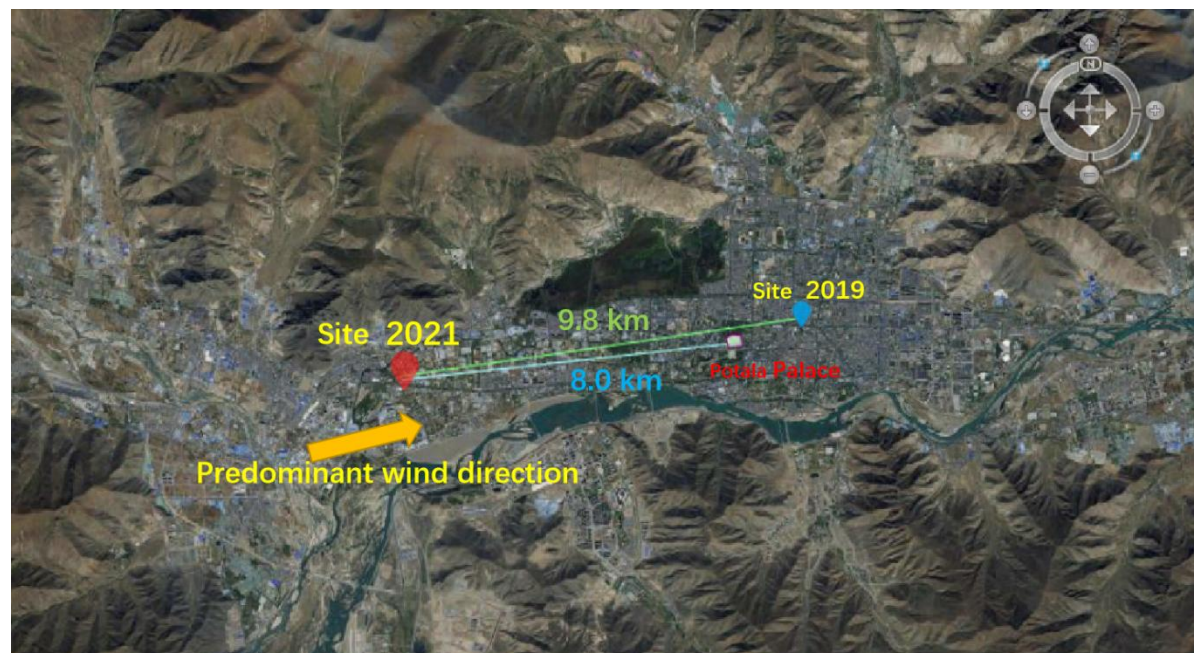 N
Site 2019
9.8 km
Site 2021
Potala Palace
8.0 km
Predominant wind direction